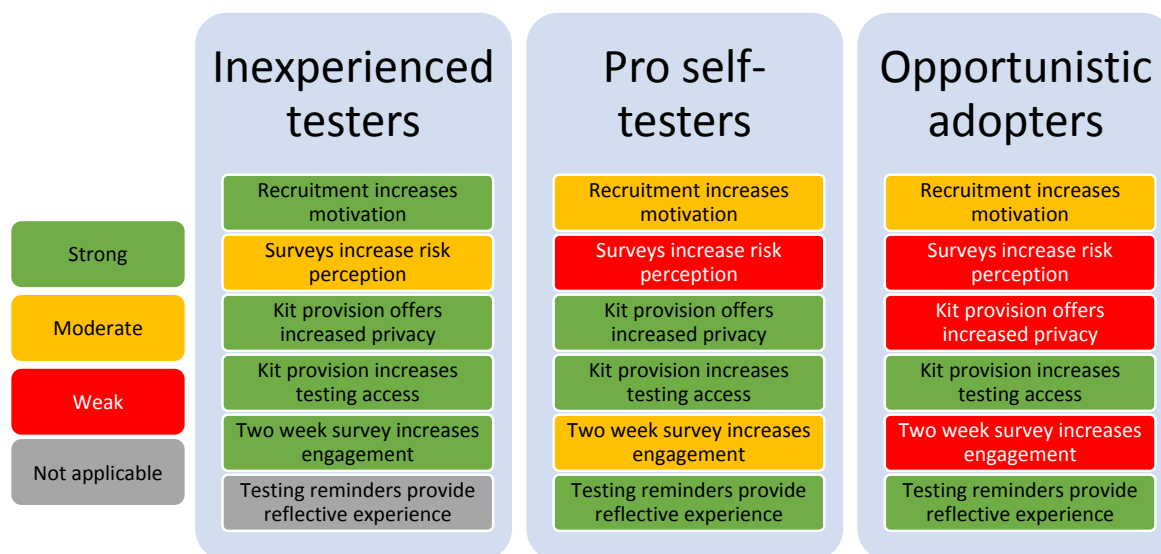 Inexperienced
testers
Recruitment increases
motivation
Surveys increase risk
perception
Kit provision offers
increased privacy
Kit provision increases
testing access
Two week survey increases
engagement
Testing reminders provide
reflective experience
Pro self-
testers
Recruitment increases
motivation
Surveys increase risk
perception
Kit provision offers
increased privacy
Kit provision increases
testing access
Two week survey increases
engagement
Testing reminders provide
reflective experience
Opportunistic
adopters
Recruitment increases
motivation
Surveys increase risk
perception
Kit provision offers
increased privacy
Kit provision increases
testing access
Two week survey increases
engagement
Testing reminders provide
reflective experience
Strong
Moderate
Weak
Not applicable